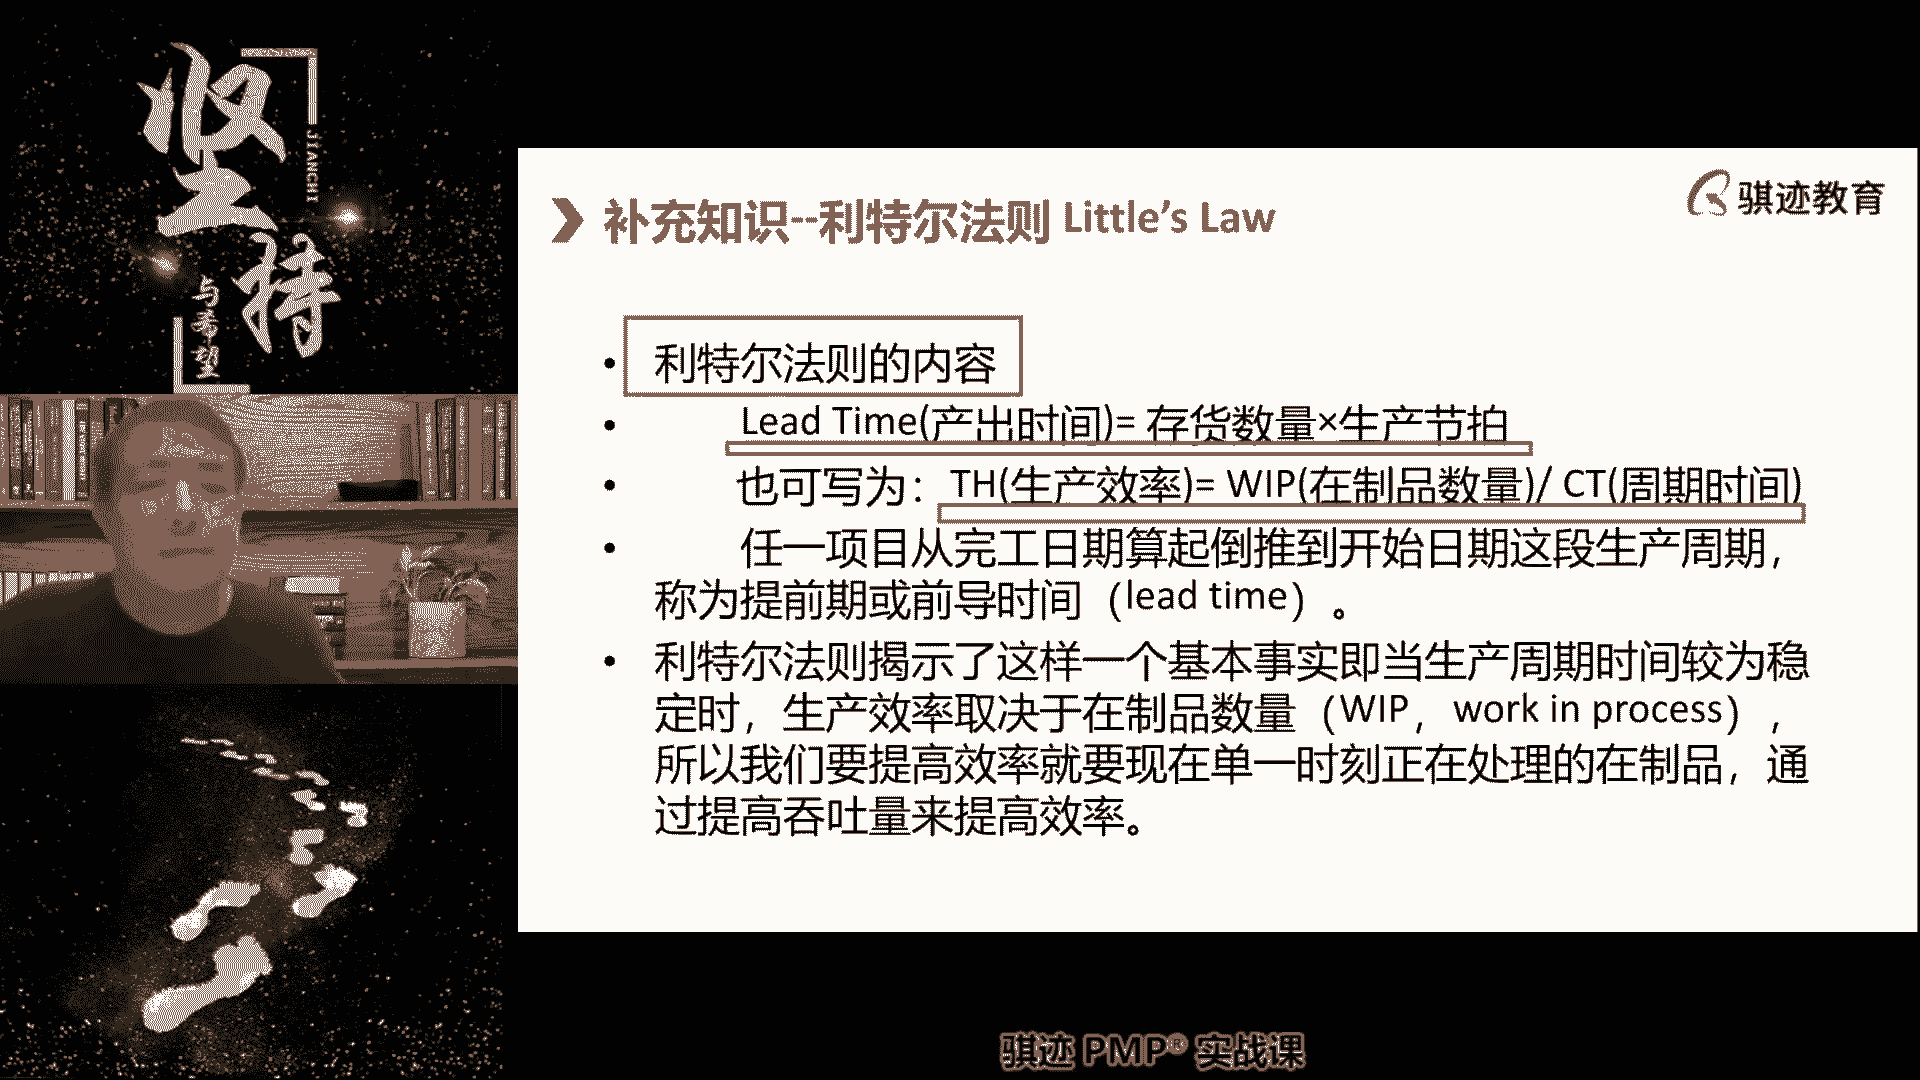 坚持
JIANCHI
与希望
骐迹教育
补充知识--利特尔法则 Little’s Law
• 利特尔法则的内容
• Lead Time(产出时间)= 存货数量×生产节拍
• 也可写为：TH(生产效率)= WIP(在制品数量)/ CT(周期时间)
• 任一项目从完工日期算起倒推到开始日期这段生产周期，
称为提前期或前导时间（lead time）。
• 利特尔法则揭示了这样一个基本事实即当生产周期时间较为稳
定时，生产效率取决于在制品数量（WIP，work in process），
所以我们要提高效率就要现在单一时刻正在处理的在制品，通
过提高吞吐量来提高效率。
骐迹 PMP® 实战课